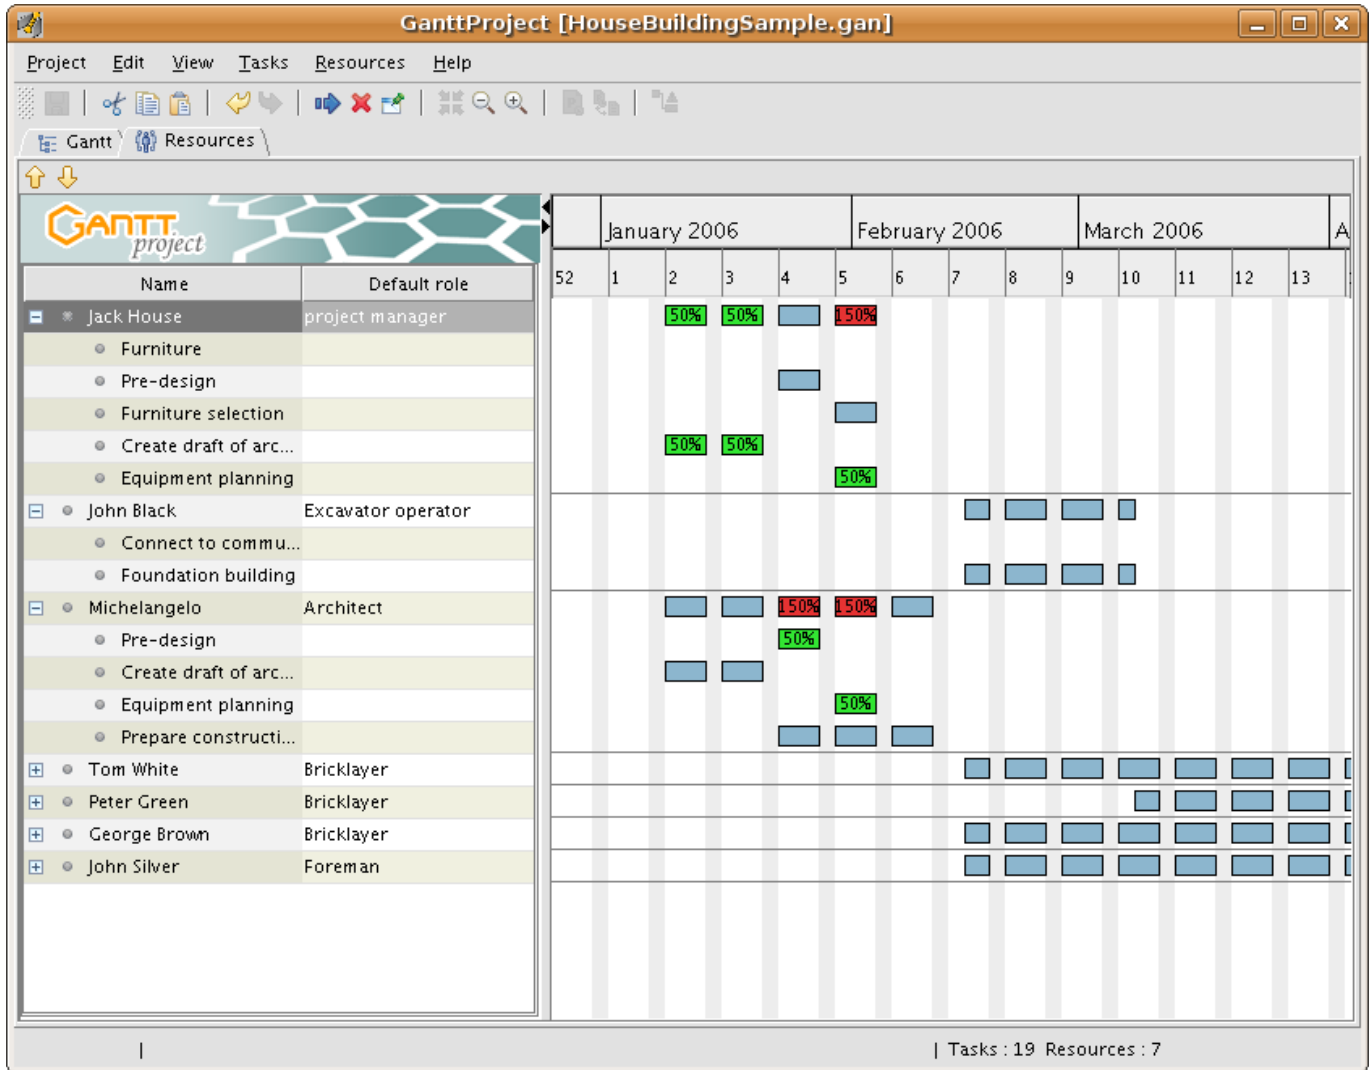 GanttProject [HouseBuildingSample.gan]
Project Edit View Tasks Resources Help
Gantt Resources
GANTT project
January 2006 February 2006 March 2006 A
Name Default role 52 1 2 3 4 5 6 7 8 9 10 11 12 13
Jack House project manager 50% 50% 150%
Furniture
Pre-design
Furniture selection
Create draft of arc... 50% 50%
Equipment planning 50%
John Black Excavator operator
Connect to commu...
Foundation building
Michelangelo Architect 150% 150%
Pre-design 50%
Create draft of arc...
Equipment planning 50%
Prepare constructi...
Tom White Bricklayer
Peter Green Bricklayer
George Brown Bricklayer
John Silver Foreman
| | Tasks : 19 Resources : 7